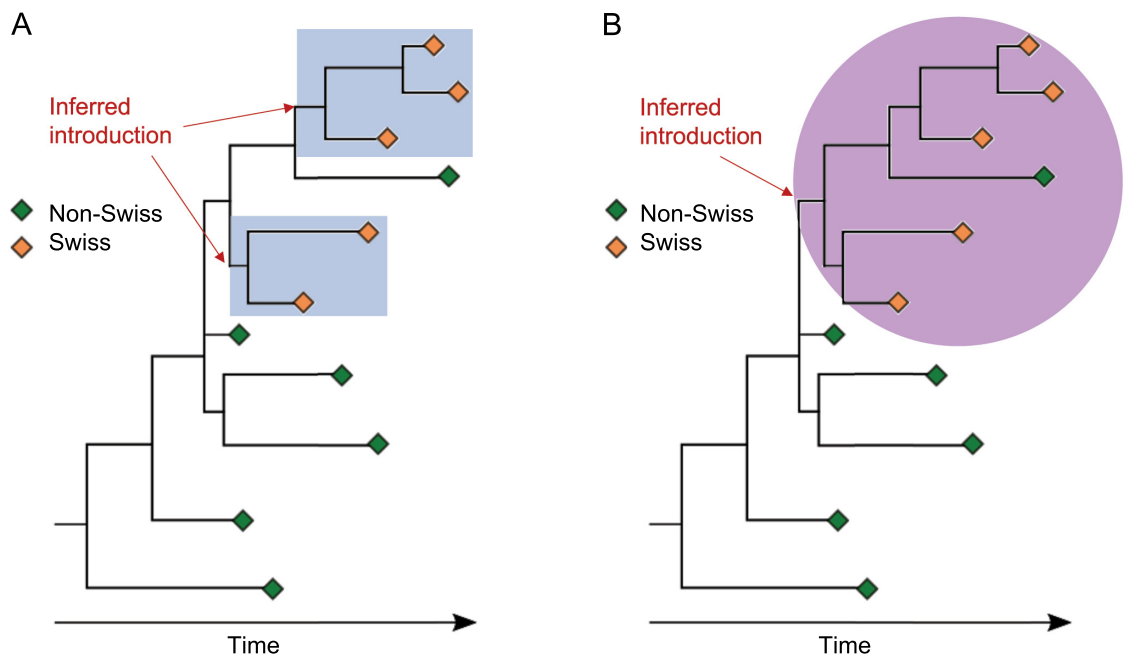 A
Inferred
introduction
Non-Swiss
Swiss
Time
B
Inferred
introduction
Non-Swiss
Swiss
Time